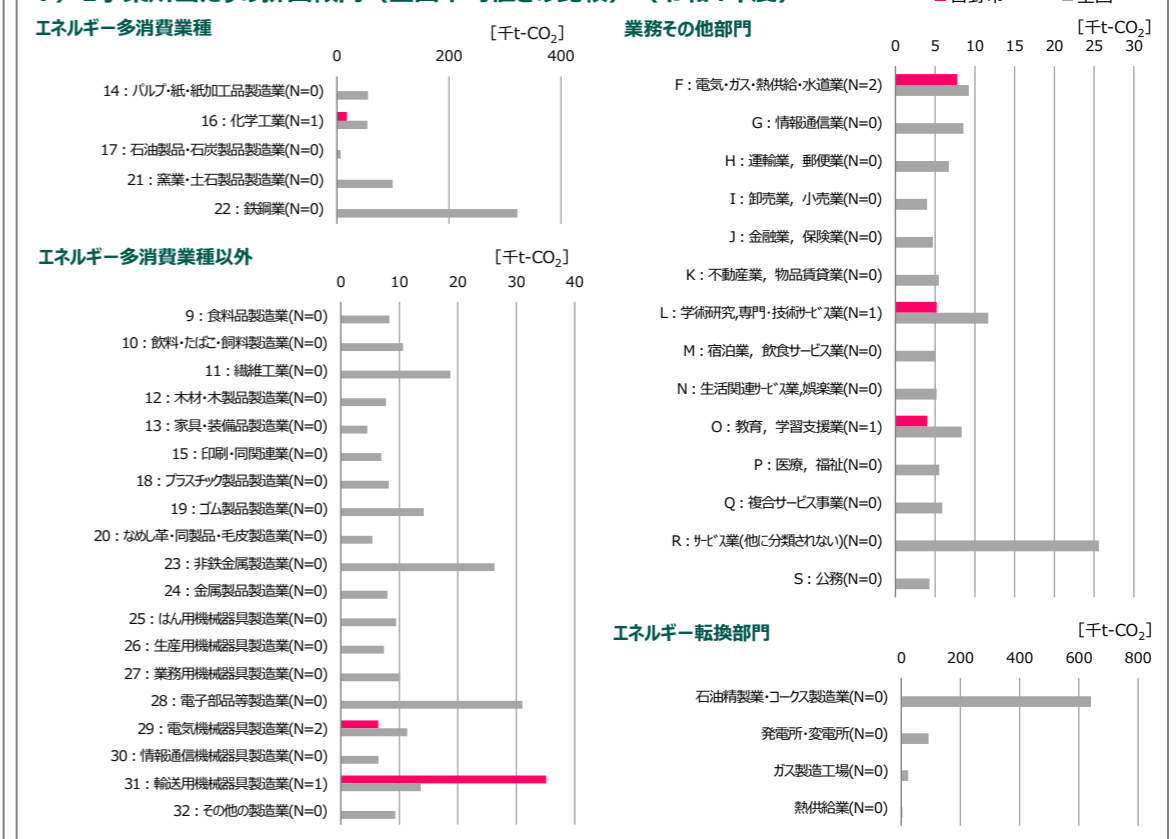 エネルギー多消費業種
[千t-CO₂]
0 200 400
14：パルプ・紙・紙加工品製造業(N=0)
16：化学工業(N=1)
17：石油製品・石炭製品製造業(N=0)
21：窯業・土石製品製造業(N=0)
22：鉄鋼業(N=0)
エネルギー多消費業種以外
[千t-CO₂]
0 10 20 30 40
9：食料品製造業(N=0)
10：飲料・たばこ・飼料製造業(N=0)
11：繊維工業(N=0)
12：木材・木製品製造業(N=0)
13：家具・装備品製造業(N=0)
15：印刷・同関連業(N=0)
18：プラスチック製品製造業(N=0)
19：ゴム製品製造業(N=0)
20：なめし革・同製品・毛皮製造業(N=0)
23：非鉄金属製造業(N=0)
24：金属製品製造業(N=0)
25：はん用機械器具製造業(N=0)
26：生産用機械器具製造業(N=0)
27：業務用機械器具製造業(N=0)
28：電子部品等製造業(N=0)
29：電気機械器具製造業(N=2)
30：情報通信機械器具製造業(N=0)
31：輸送用機械器具製造業(N=1)
32：その他の製造業(N=0)
業務その他部門
[千t-CO₂]
0 5 10 15 20 25 30
F：電気・ガス・熱供給・水道業(N=2)
G：情報通信業(N=0)
H：運輸業，郵便業(N=0)
I：卸売業，小売業(N=0)
J：金融業，保険業(N=0)
K：不動産業，物品賃貸業(N=0)
L：学術研究,専門・技術サービス業(N=1)
M：宿泊業，飲食サービス業(N=0)
N：生活関連サービス業,娯楽業(N=0)
O：教育，学習支援業(N=1)
P：医療，福祉(N=0)
Q：複合サービス事業(N=0)
R：サービス業(他に分類されない)(N=0)
S：公務(N=0)
エネルギー転換部門
[千t-CO₂]
0 200 400 600 800
石油精製業・コークス製造業(N=0)
発電所・変電所(N=0)
ガス製造工場(N=0)
熱供給業(N=0)